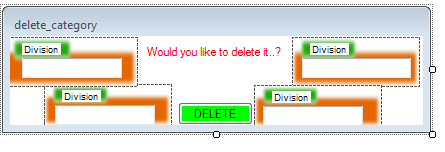 delete_category
Division
Would you like to delete it..?
Division
Division
DELETE
Division